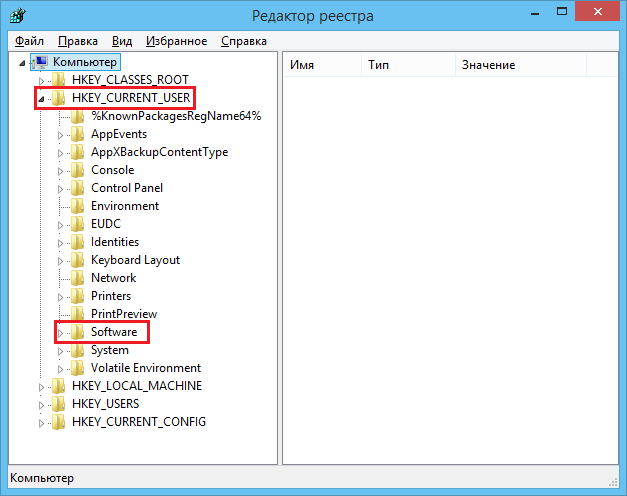 Редактор реестра
Файл Правка Вид Избранное Справка
Компьютер
HKEY_CLASSES_ROOT
HKEY_CURRENT_USER
%KnownPackagesRegName64%
AppEvents
AppXBackupContentType
Console
Control Panel
Environment
EUDC
Identities
Keyboard Layout
Network
Printers
PrintPreview
Software
System
Volatile Environment
HKEY_LOCAL_MACHINE
HKEY_USERS
HKEY_CURRENT_CONFIG
Имя Тип Значение
Компьютер